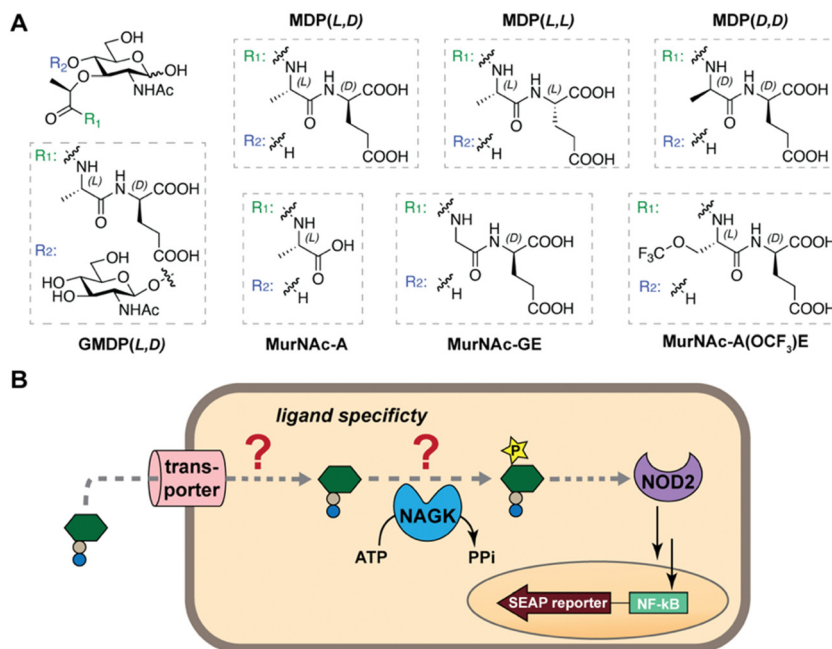 A
MDP(L,D)
MDP(L,L)
MDP(D,D)
R₂
O
HO
OH
O
OH
NHAc
O
R₁
R₁:
NH
(L)
O
H
N
(D)
COOH
COOH
R₂:
H
R₁:
NH
(L)
O
H
N
(L)
COOH
COOH
R₂:
H
R₁:
NH
(D)
O
H
N
(D)
COOH
COOH
R₂:
H
R₁:
NH
(L)
O
H
N
(D)
COOH
COOH
R₂:
HO
HO
OH
O
O
NHAc
GMDP(L,D)
R₁:
NH
(L)
OH
O
R₂:
H
MurNAc-A
R₁:
NH
O
H
N
(D)
COOH
COOH
R₂:
H
MurNAc-GE
R₁:
F₃C
O
NH
(L)
O
H
N
(D)
COOH
COOH
R₂:
H
MurNAc-A(OCF₃)E
B
ligand specificty
?
?
trans-
porter
P
NAGK
NOD2
ATP
PPi
SEAP reporter
NF-kB